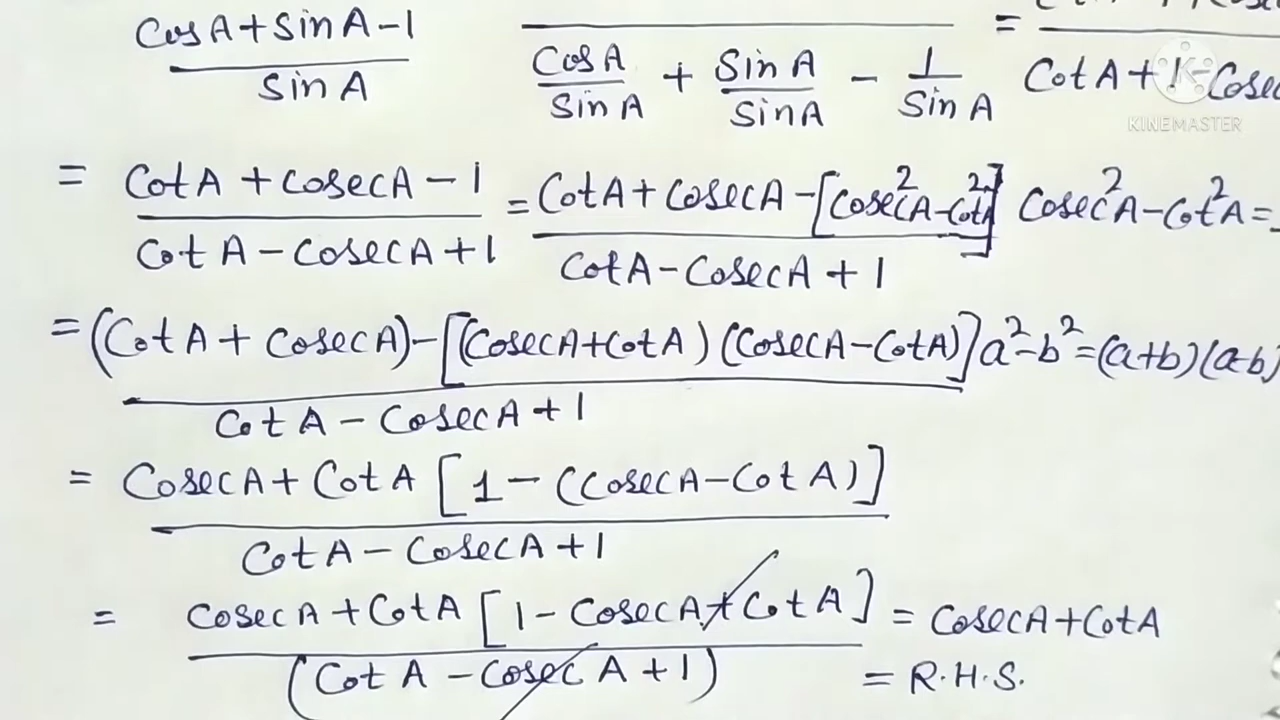 CosA+SinA-1 / SinA
CosA/SinA + SinA/SinA - 1/SinA = CotA+1-Cosec
KINEMASTER
= CotA+cosecA-1 / CotA-CosecA+1 = CotA+CosecA-[Cosec²A-Cot²A] / CotA-CosecA+1 Cosec²A-Cot²A=
= (CotA+CosecA)-[(CosecA+CotA)(CosecA-CotA)] / CotA-CosecA+1 a²-b²=(a+b)(a-b)
= CosecA+CotA[1-(CosecA-CotA)] / CotA-CosecA+1
= CosecA+CotA[1-CosecA+CotA] / (CotA-CosecA+1) = CosecA+CotA
= R.H.S.